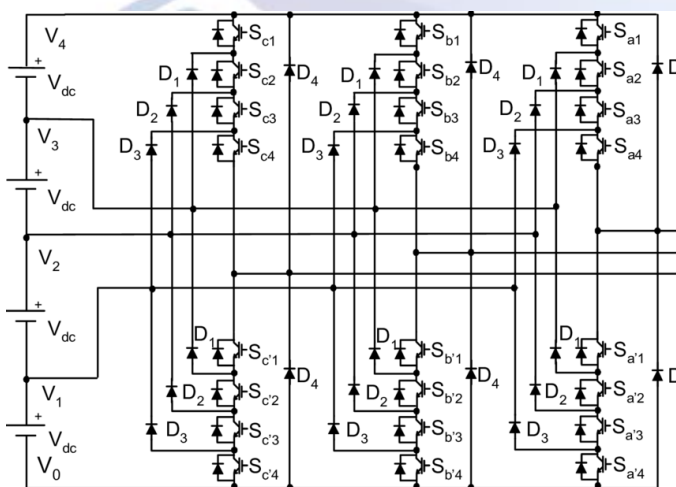 V4 Sc1 Sb1 Sa1
Vdc D1 Sc2 D4 D1 Sb2 D4 D1 Sa2 D
D2 Sc3 D2 Sb3 D2 Sa3
V3 D3 Sc4 D3 Sb4 D3 Sa4
Vdc
V2
Vdc D1 Sc'1 D1 Sb'1 D1 Sa'1
V1 D2 Sc'2 D4 D2 Sb'2 D4 D2 Sa'2 D
Vdc D3 Sc'3 D3 Sb'3 D3 Sa'3
V0 Sc'4 Sb'4 Sa'4